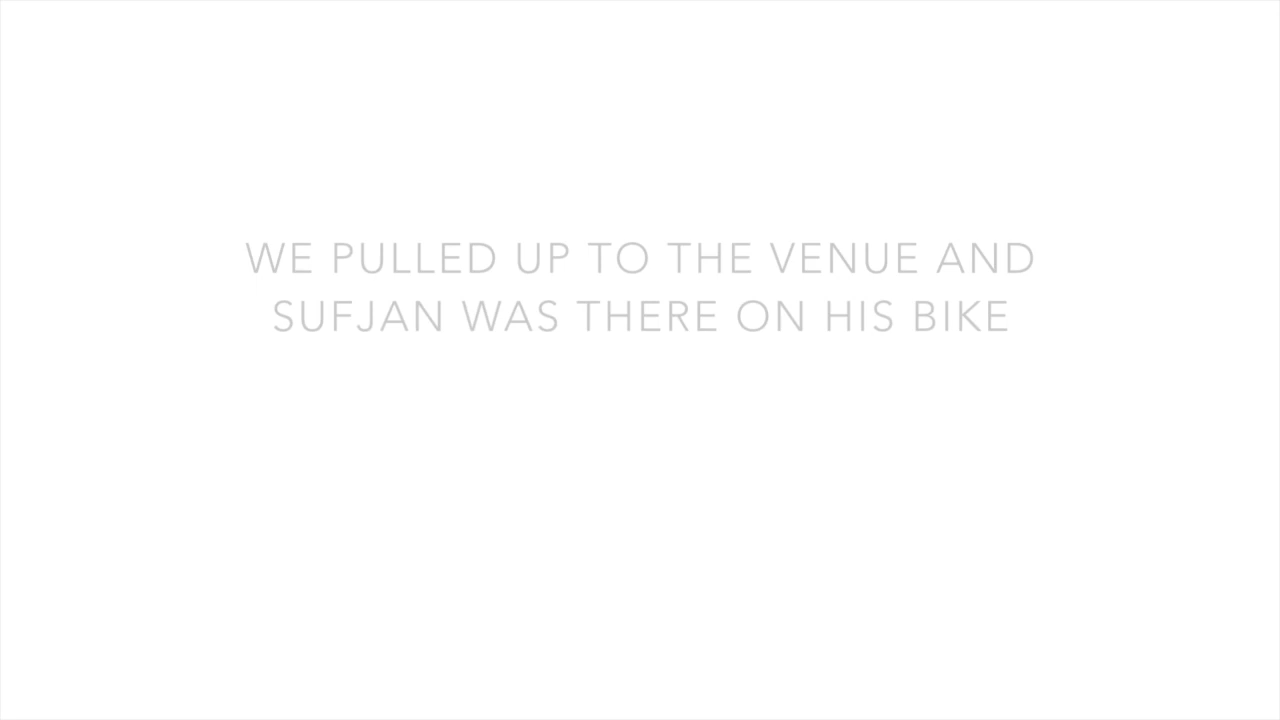 WE PULLED UP TO THE VENUE AND
SUFJAN WAS THERE ON HIS BIKE